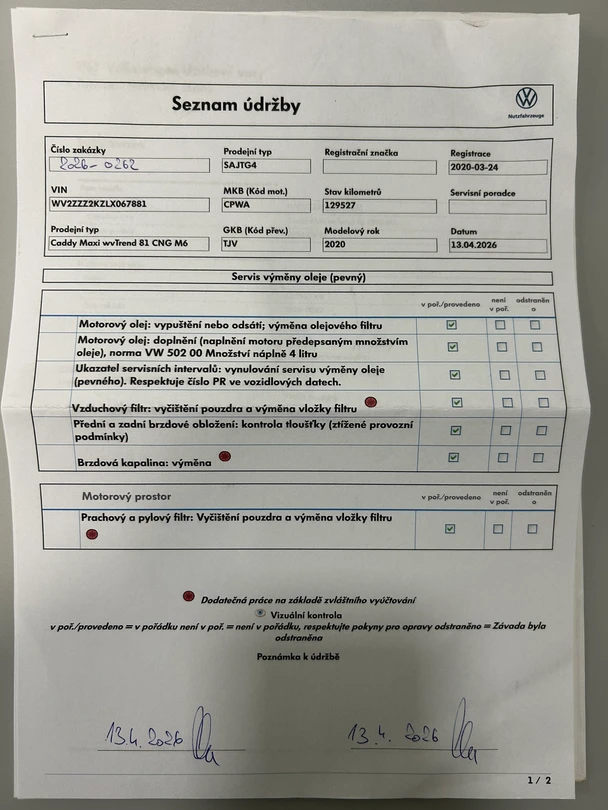 Seznam údržby
Nutzfahrzeuge
Číslo zakázky
2026-0262
Prodejní typ
SAJTG4
Registrační značka
Registrace
2020-03-24
VIN
WV2ZZZ2KZLX067881
MKB (Kód mot.)
CPWA
Stav kilometrů
129527
Servisní poradce
Prodejní typ
Caddy Maxi wvTrend 81 CNG M6
GKB (Kód přev.)
TJV
Modelový rok
2020
Datum
13.04.2026
Servis výměny oleje (pevný)
v poř./provedeno
není v poř.
odstraněn o
Motorový olej: vypuštění nebo odsátí; výměna olejového filtru
Motorový olej: doplnění (naplnění motoru předepsaným množstvím
oleje), norma VW 502 00 Množství náplně 4 litru
Ukazatel servisních intervalů: vynulování servisu výměny oleje
(pevného). Respektuje číslo PR ve vozidlových datech.
Vzduchový filtr: vyčištění pouzdra a výměna vložky filtru
Přední a zadní brzdové obložení: kontrola tloušťky (ztížené provozní
podmínky)
Brzdová kapalina: výměna
Motorový prostor
v poř./provedeno
není v poř.
odstraněn o
Prachový a pylový filtr: Vyčištění pouzdra a výměna vložky filtru
Dodatečná práce na základě zvláštního vyúčtování
Vizuální kontrola
v poř./provedeno = v pořádku není v poř. = není v pořádku, respektujte pokyny pro opravy odstraněno = Závada byla
odstraněna
Poznámka k údržbě
13.4.2026
13.4.2026
1 / 2